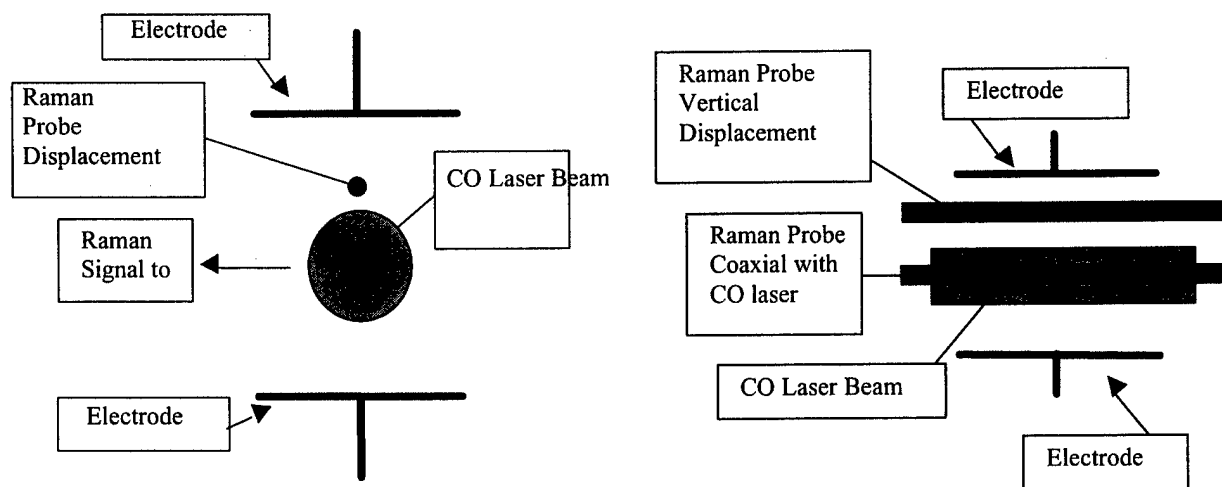 Electrode
Raman
Probe
Displacement
CO Laser Beam
Raman
Signal to
Electrode
Raman Probe
Vertical
Displacement
Electrode
Raman Probe
Coaxial with
CO laser
CO Laser Beam
Electrode